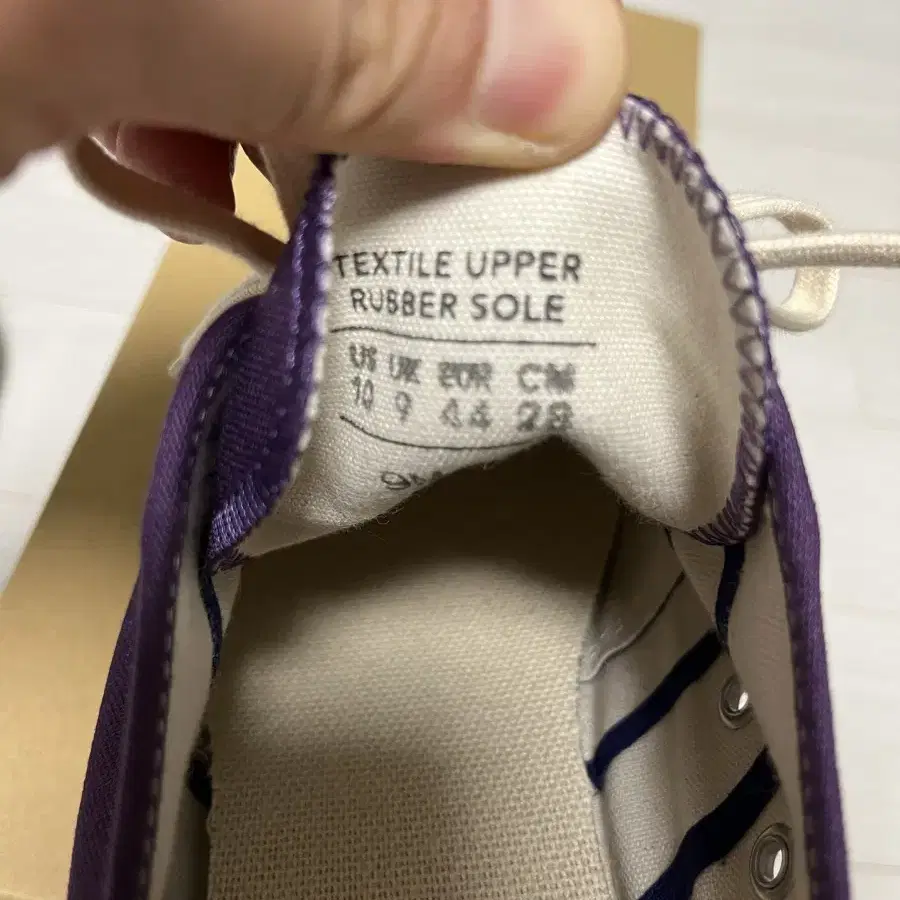 TEXTILE UPPER
RUBBER SOLE
US UK EUR CM
10 9 44 28